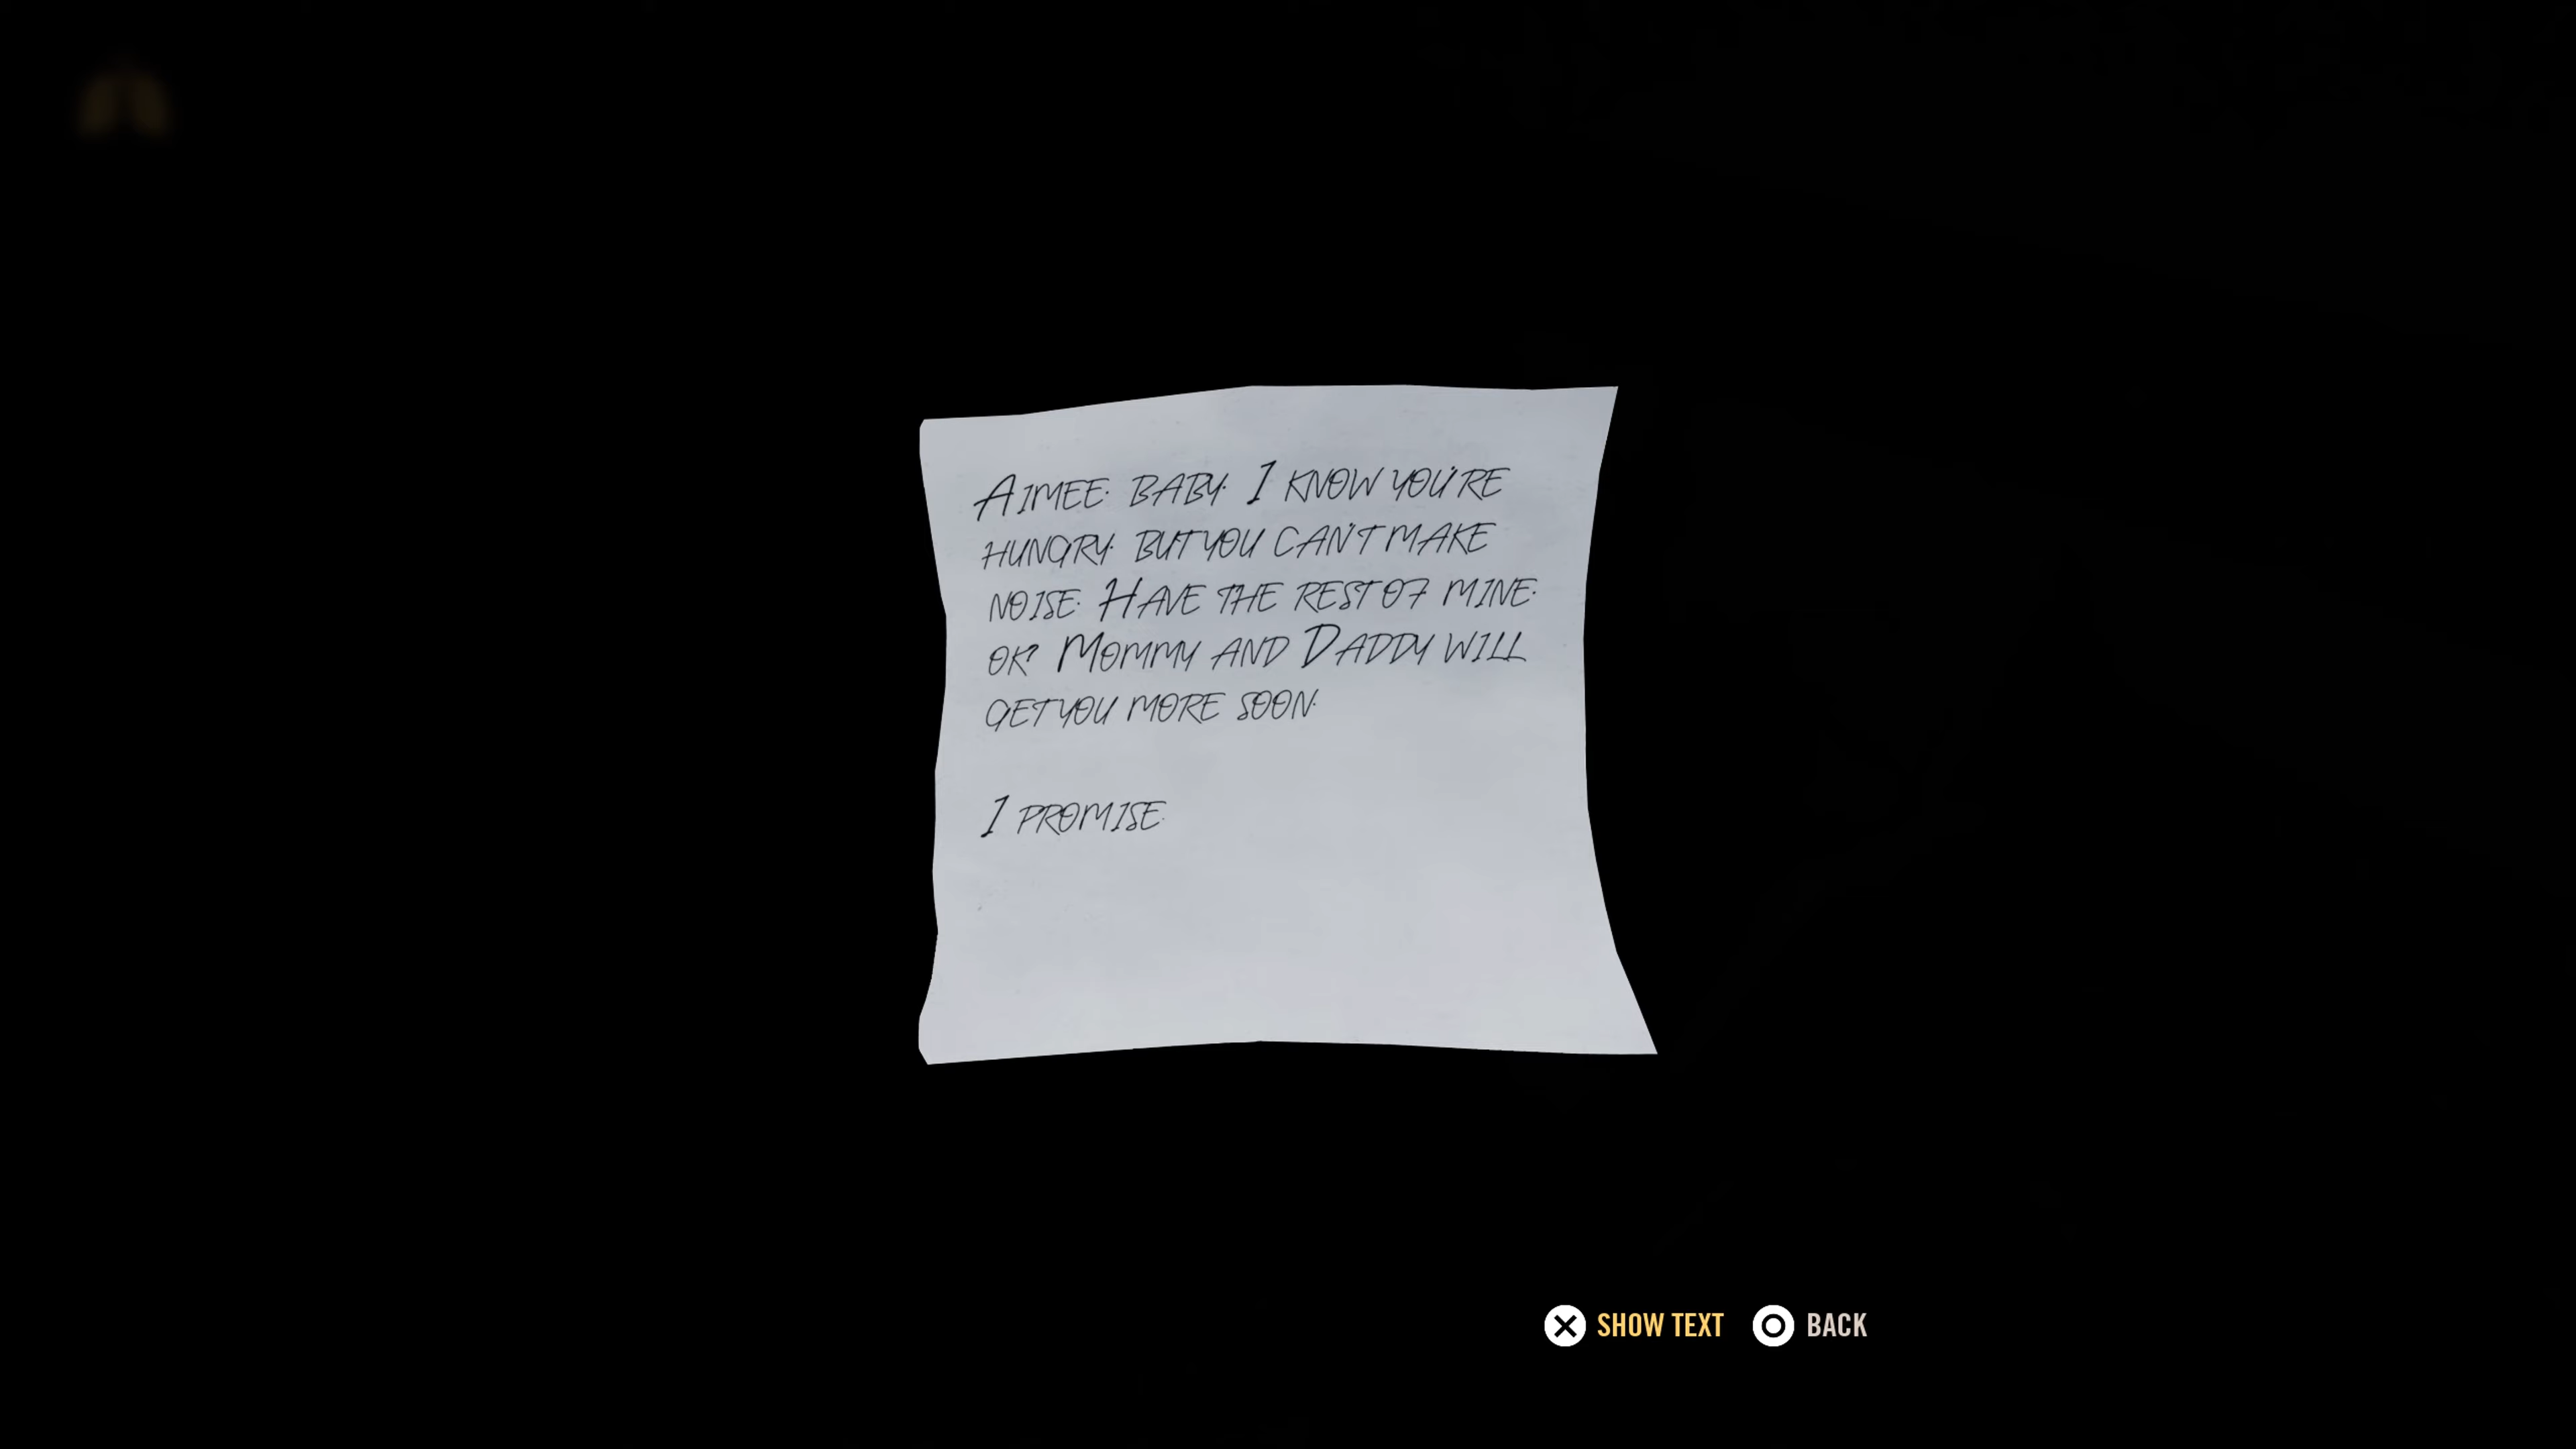 Aimee. baby. I know you're
hungry. but you can't make
noise. Have the rest of mine.
ok? Mommy and Daddy will
get you more soon.
I promise.
SHOW TEXT
BACK